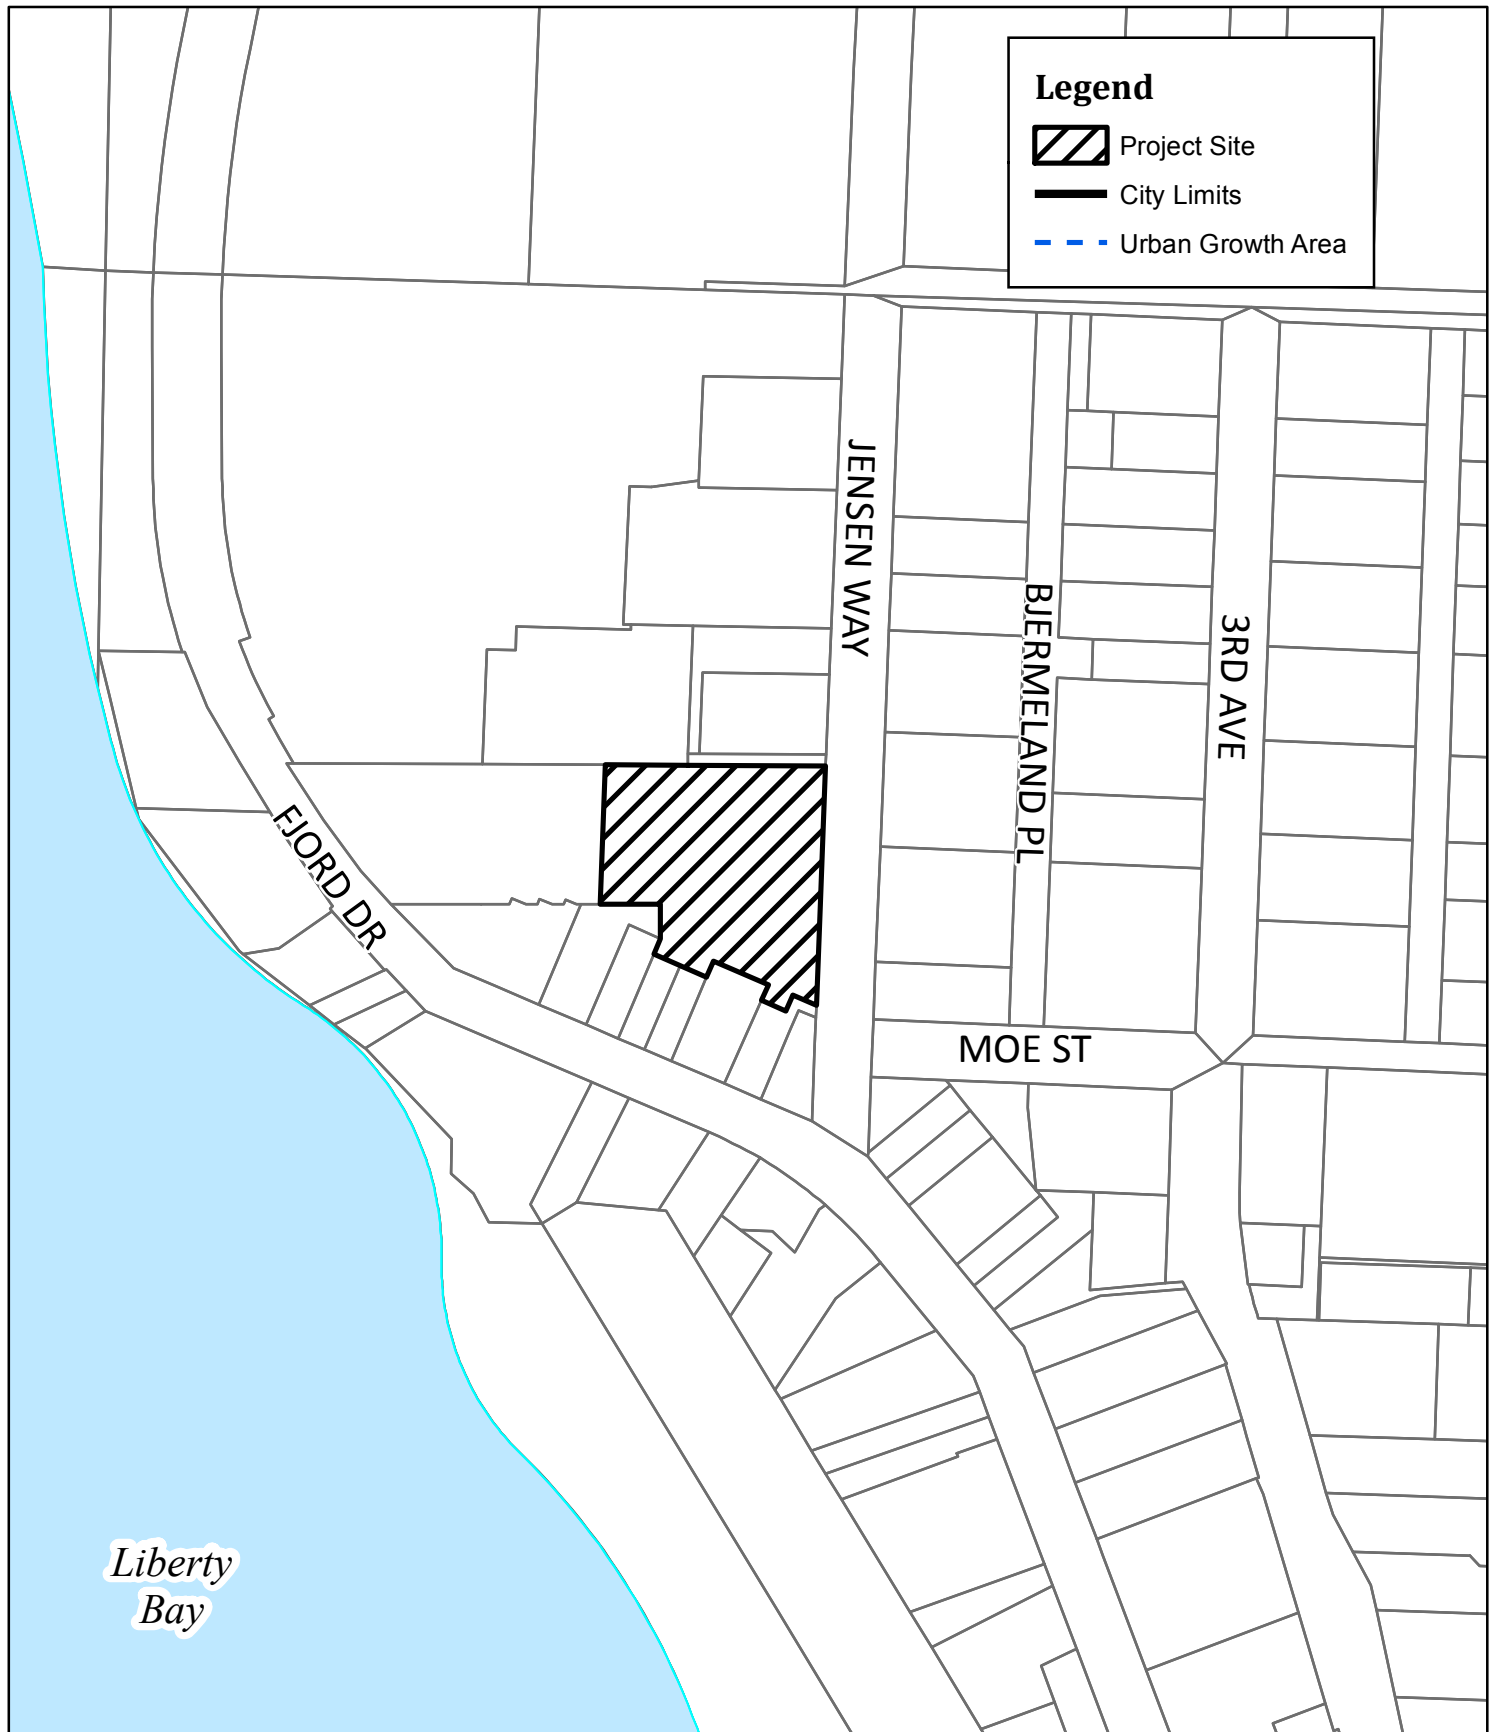 Legend
Project Site
City Limits
Urban Growth Area
JENSEN WAY
BJERMELAND PL
3RD AVE
FJORD DR
MOE ST
Liberty
Bay